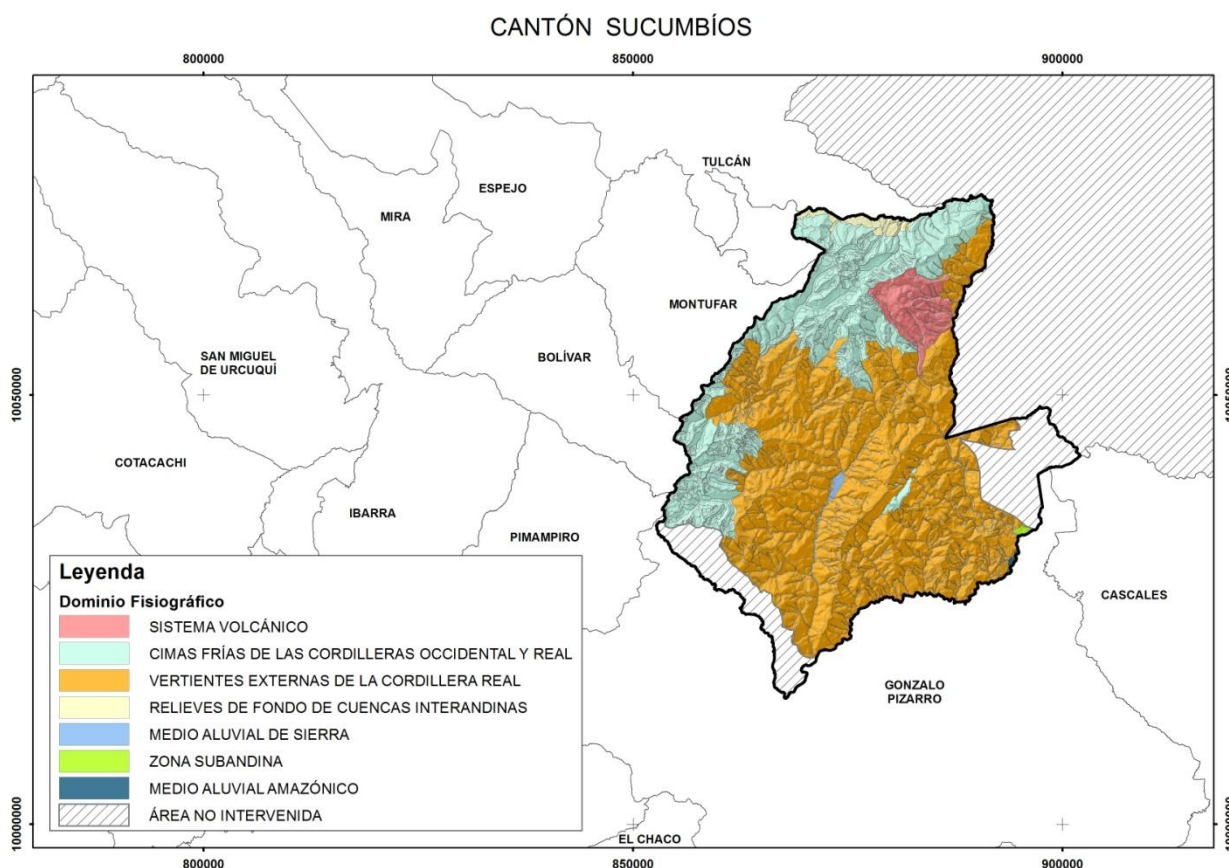 CANTÓN SUCUMBÍOS
800000
850000
900000
TULCÁN
ESPEJO
MIRA
MONTUFAR
SAN MIGUEL
DE URCUQUÍ
BOLÍVAR
10050000
10050000
COTACACHI
IBARRA
PIMAMPIRO
CASCALES
GONZALO
PIZARRO
EL CHACO
Leyenda
Dominio Fisiográfico
SISTEMA VOLCÁNICO
CIMAS FRÍAS DE LAS CORDILLERAS OCCIDENTAL Y REAL
VERTIENTES EXTERNAS DE LA CORDILLERA REAL
RELIEVES DE FONDO DE CUENCAS INTERANDINAS
MEDIO ALUVIAL DE SIERRA
ZONA SUBANDINA
MEDIO ALUVIAL AMAZÓNICO
ÁREA NO INTERVENIDA
10000000
10000000
800000
850000
900000